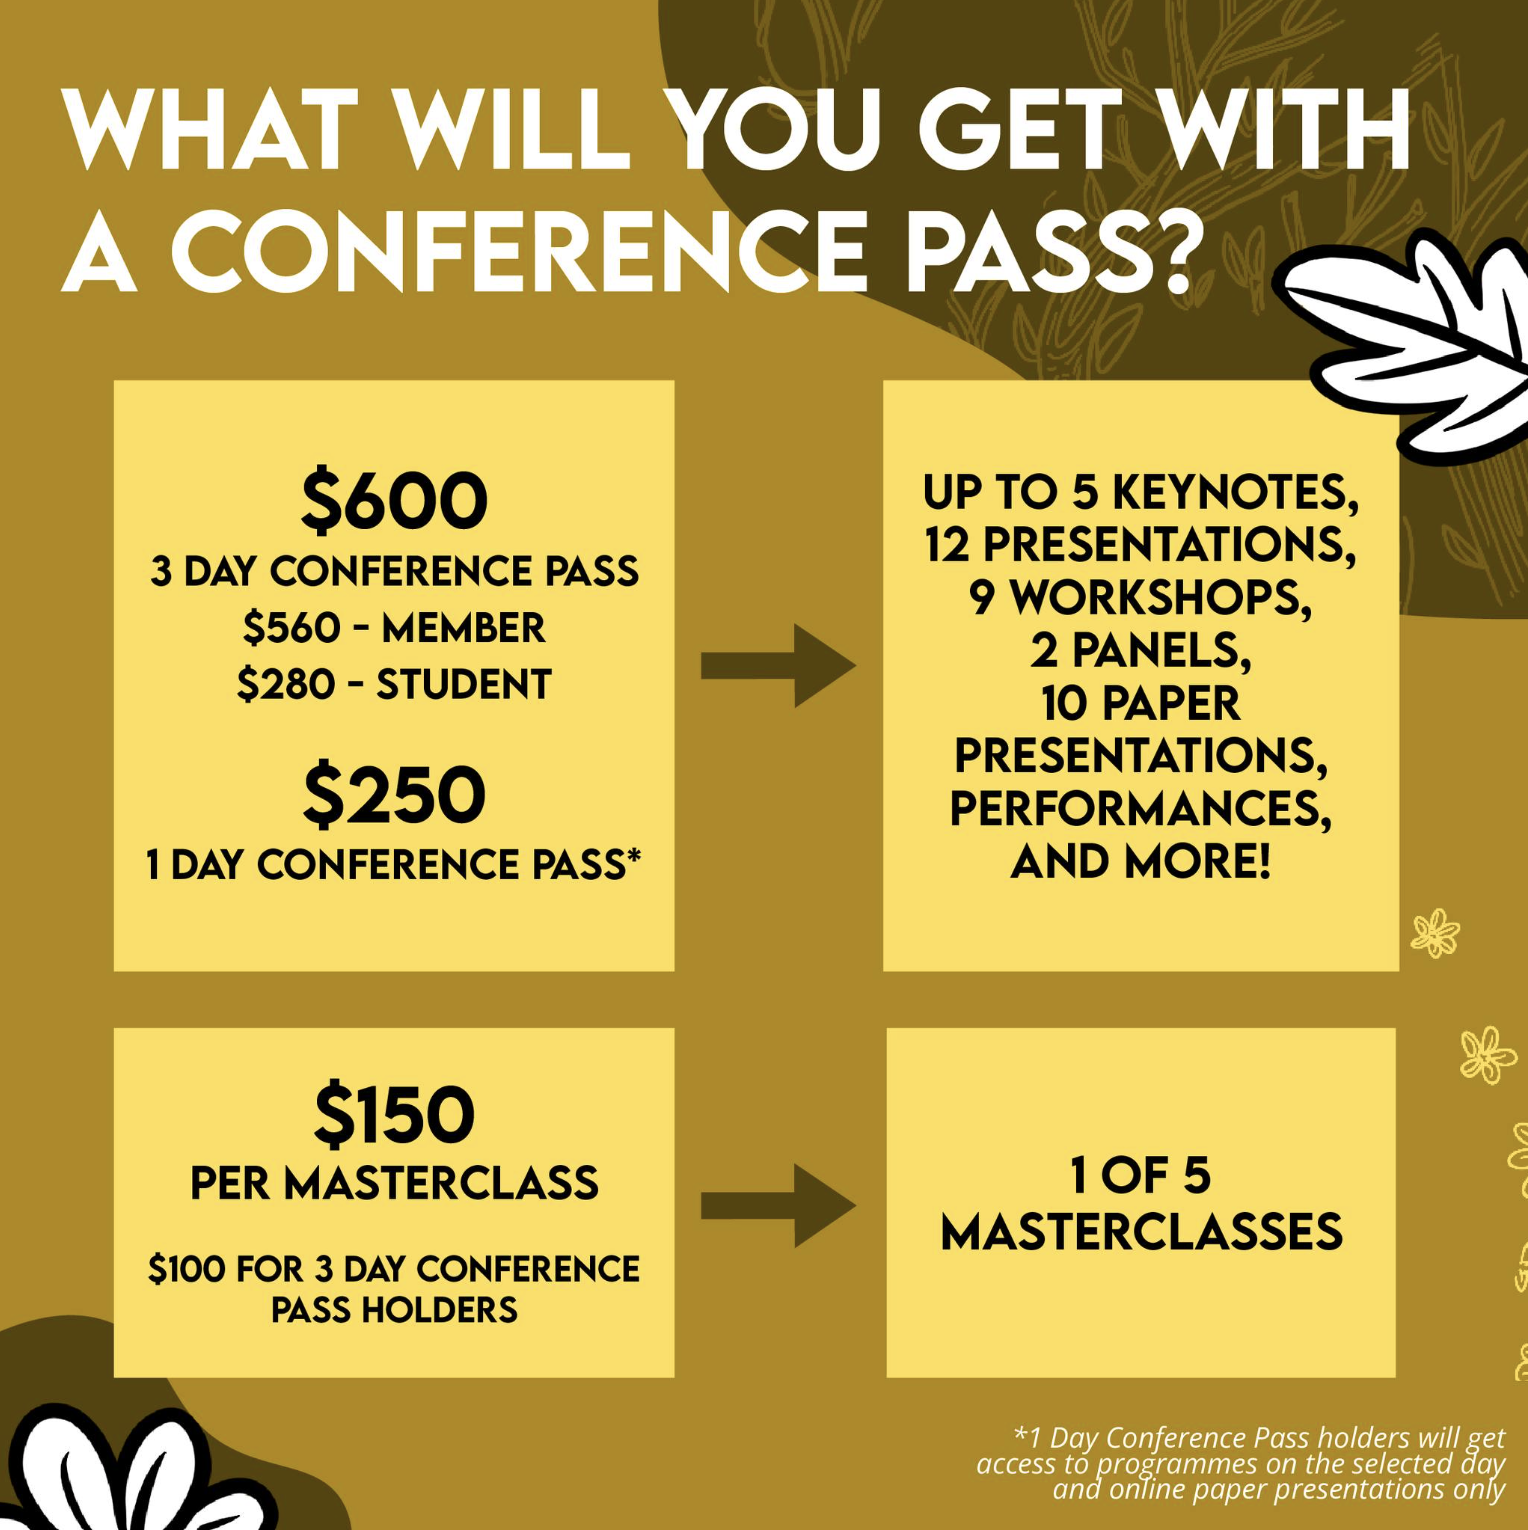 WHAT WILL YOU GET WITH
A CONFERENCE PASS?
$600
3 DAY CONFERENCE PASS
$560 - MEMBER
$280 - STUDENT
$250
1 DAY CONFERENCE PASS*
UP TO 5 KEYNOTES,
12 PRESENTATIONS,
9 WORKSHOPS,
2 PANELS,
10 PAPER
PRESENTATIONS,
PERFORMANCES,
AND MORE!
$150
PER MASTERCLASS
$100 FOR 3 DAY CONFERENCE
PASS HOLDERS
1 OF 5
MASTERCLASSES
*1 Day Conference Pass holders will get
access to programmes on the selected day
and online paper presentations only